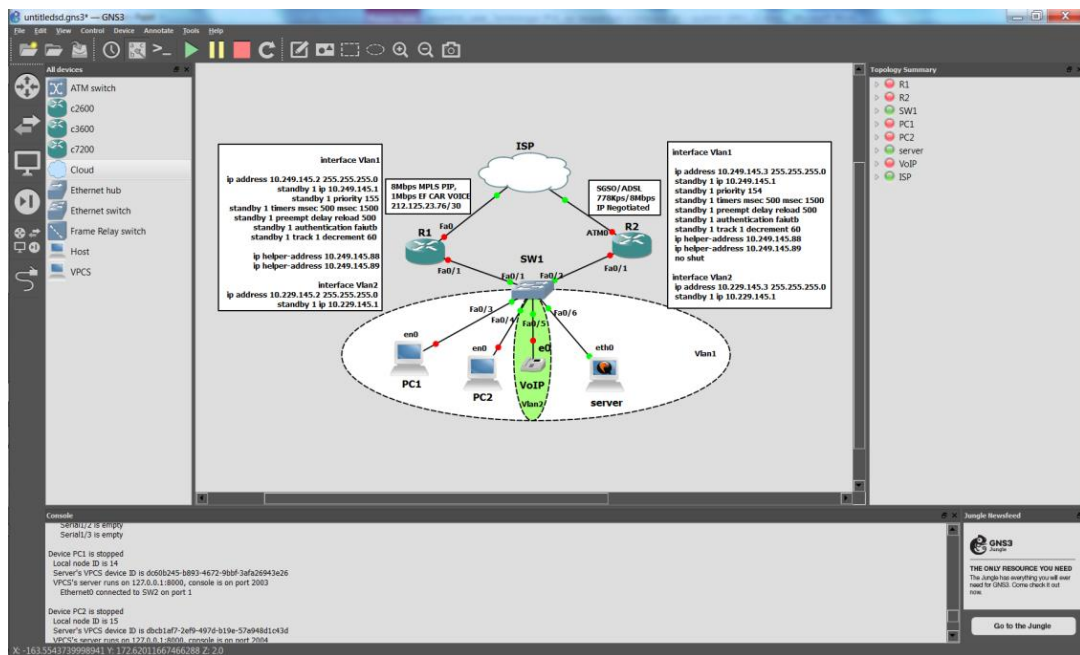 untitledsd.gns3* — GNS3
File Edit View Control Device Annotate Tools Help
All devices
ATM switch
c2600
c3600
c7200
Cloud
Ethernet hub
Ethernet switch
Frame Relay switch
Host
VPCS
interface Vlan1
ip address 10.249.145.2 255.255.255.0
standby 1 ip 10.249.145.1
standby 1 priority 155
standby 1 timers msec 500 msec 1500
standby 1 preempt delay reload 500
standby 1 authentication faiutb
standby 1 track 1 decrement 60
ip helper-address 10.249.145.88
ip helper-address 10.249.145.89
interface Vlan2
ip address 10.229.145.2 255.255.255.0
standby 1 ip 10.229.145.1
8Mbps MPLS PIP,
1Mbps EF CAR VOICE
212.125.23.76/30
ISP
SGSO/ADSL
778Kps/8Mbps
IP Negotiated
interface Vlan1
ip address 10.249.145.3 255.255.255.0
standby 1 ip 10.249.145.1
standby 1 priority 154
standby 1 timers msec 500 msec 1500
standby 1 preempt delay reload 500
standby 1 authentication faiutb
standby 1 track 1 decrement 60
ip helper-address 10.249.145.88
ip helper-address 10.249.145.89
no shut
interface Vlan2
ip address 10.229.145.3 255.255.255.0
standby 1 ip 10.229.145.1
Fa0
R1
ATM0
R2
SW1
Fa0/1
Fa0/1
Fa0/2
Fa0/1
Fa0/3
Fa0/4
Fa0/5
Fa0/6
en0
en0
e0
eth0
Vlan1
PC1
PC2
VoIP
server
Vlan2
Topology Summary
R1
R2
SW1
PC1
PC2
server
VoIP
ISP
Console
Serial1/2 is empty
Serial1/3 is empty
Device PC1 is stopped
Local node ID is 14
Server's VPCS device ID is dc60b245-b893-4672-9bbf-3afa26943e26
VPCS's server runs on 127.0.0.1:8000, console is on port 2003
Ethernet0 connected to SW2 on port 1
Device PC2 is stopped
Local node ID is 15
Server's VPCS device ID is dbcb1af7-2ef9-497d-b19e-57a948d1c43d
VPCS's server runs on 127.0.0.1:8000, console is on port 2004
Jungle Newsfeed
GNS3
Jungle
THE ONLY RESOURCE YOU NEED
The Jungle has everything you will ever
need for GNS3. Come check it out
now.
Go to the Jungle
X: -163.5543739998941 Y: 172.62011667466288 Z: 2.0